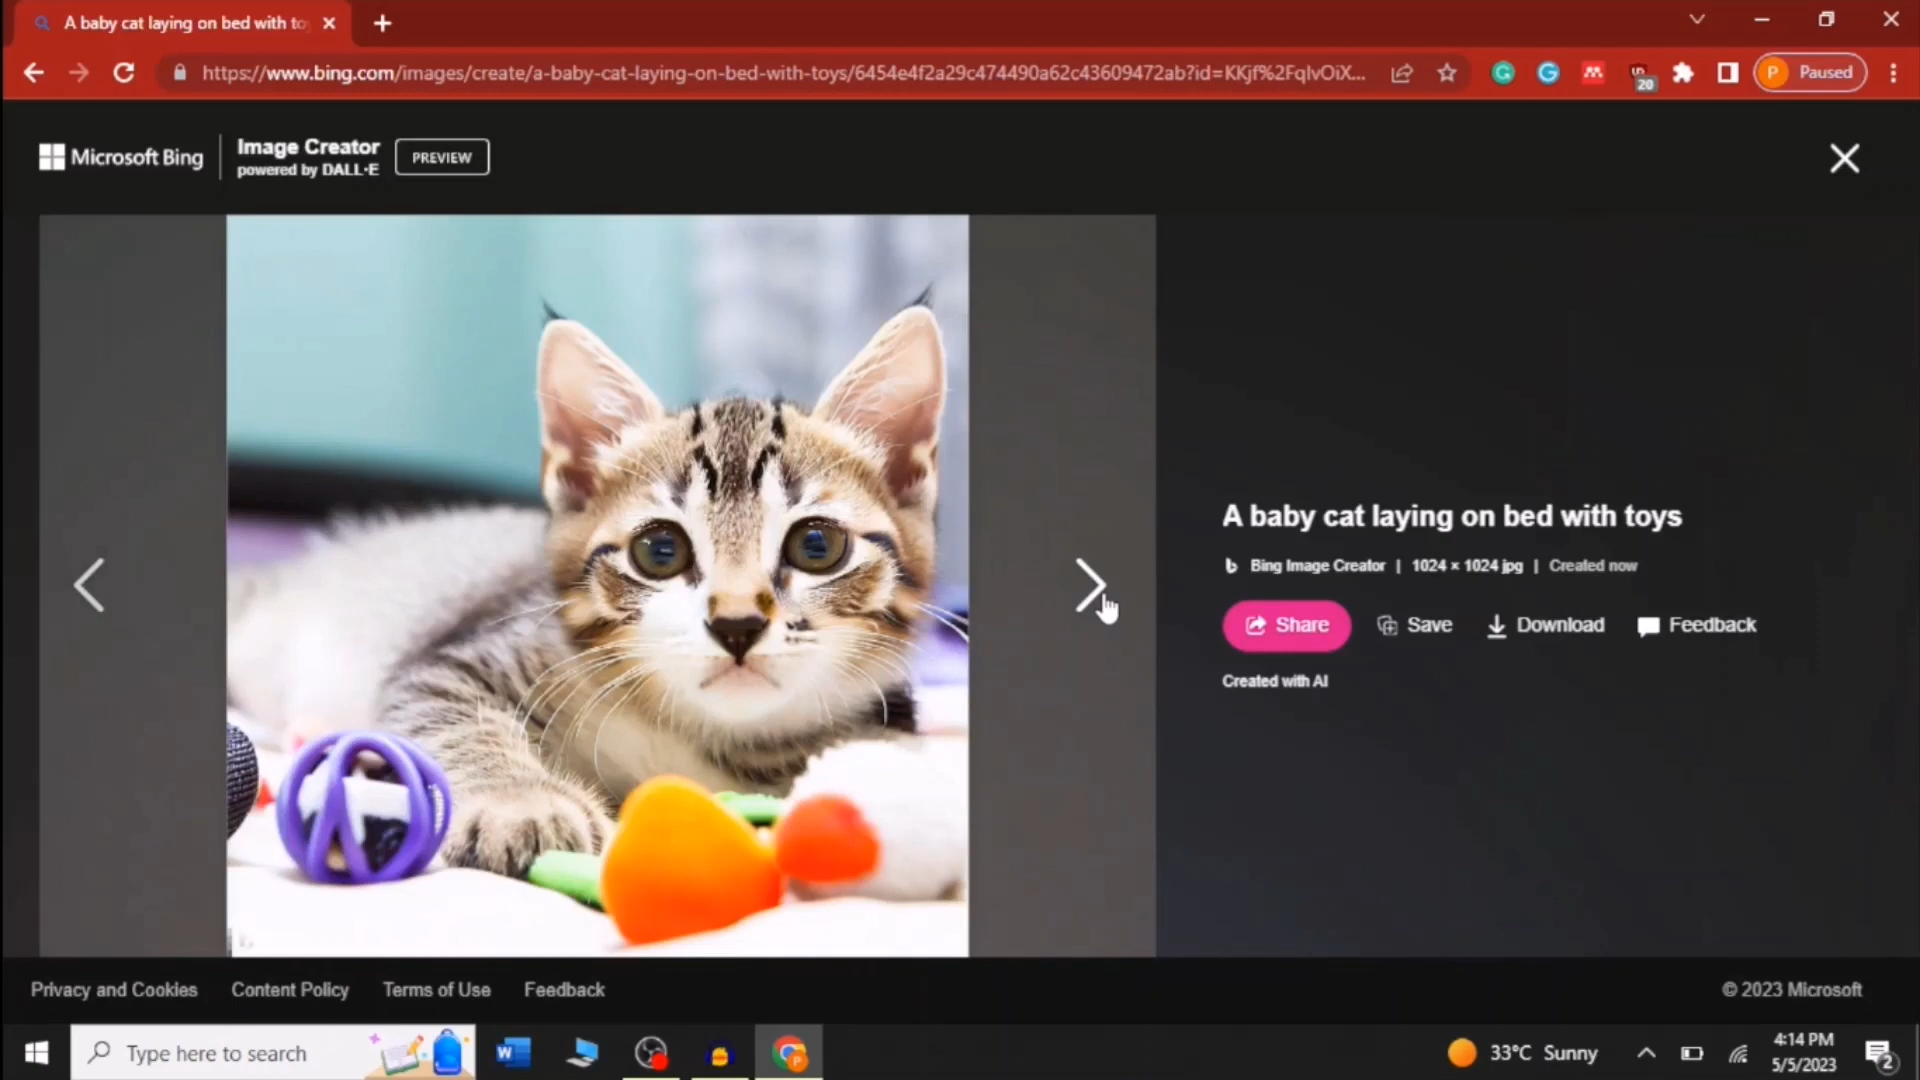 A baby cat laying on bed with to
https://www.bing.com/images/create/a-baby-cat-laying-on-bed-with-toys/6454e4f2a29c474490a62c43609472ab?id=KKjf%2FqlvOiX...
20
P Paused
Microsoft Bing
Image Creator
powered by DALL·E
PREVIEW
A baby cat laying on bed with toys
Bing Image Creator | 1024 × 1024 jpg | Created now
Share Save Download Feedback
Created with AI
Privacy and Cookies Content Policy Terms of Use Feedback
© 2023 Microsoft
Type here to search
33°C Sunny
4:14 PM
5/5/2023
2